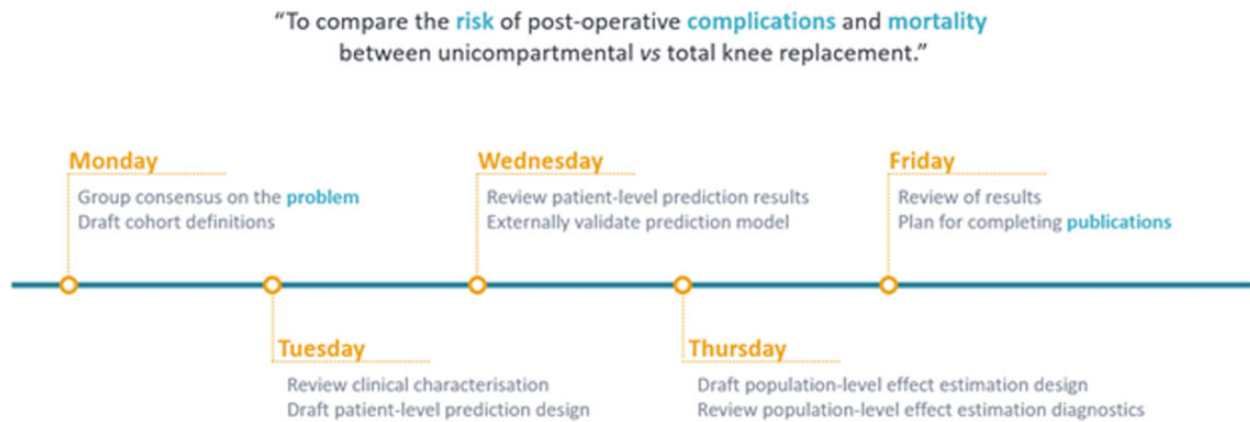 “To compare the risk of post-operative complications and mortality
between unicompartmental vs total knee replacement.”
Monday
Group consensus on the problem
Draft cohort definitions
Tuesday
Review clinical characterisation
Draft patient-level prediction design
Wednesday
Review patient-level prediction results
Externally validate prediction model
Thursday
Draft population-level effect estimation design
Review population-level effect estimation diagnostics
Friday
Review of results
Plan for completing publications